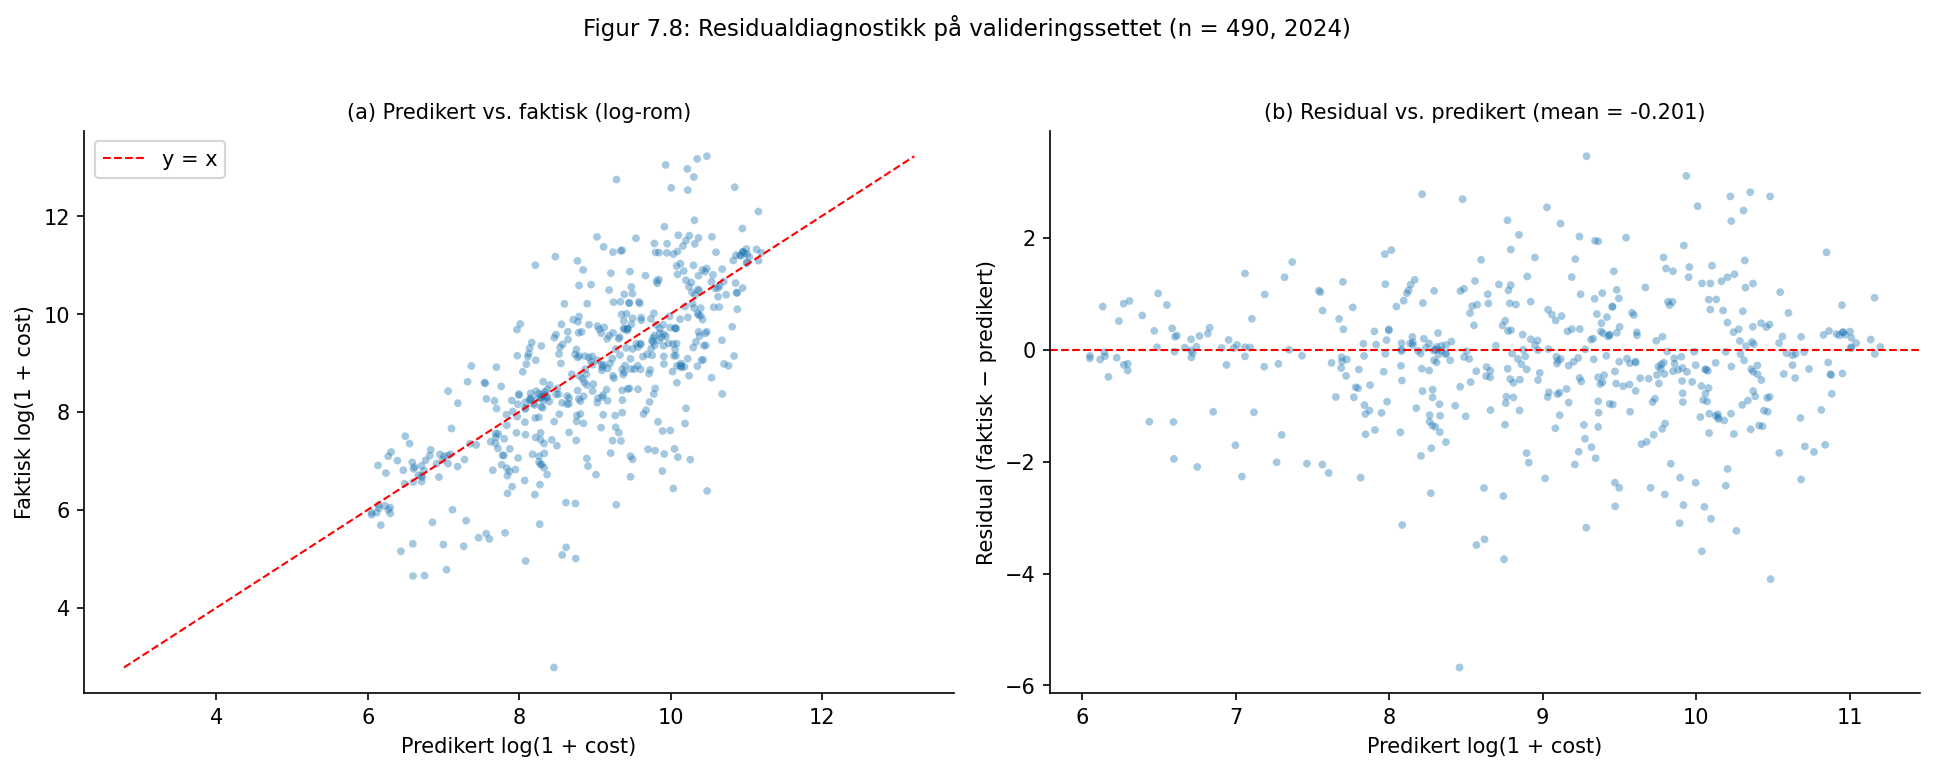 Figur 7.8: Residualdiagnostikk på valideringssettet (n = 490, 2024)
(a) Predikert vs. faktisk (log-rom)
y = x
Faktisk log(1 + cost)
12
10
8
6
4
4 6 8 10 12
Predikert log(1 + cost)
(b) Residual vs. predikert (mean = -0.201)
Residual (faktisk − predikert)
2
0
−2
−4
−6
6 7 8 9 10 11
Predikert log(1 + cost)